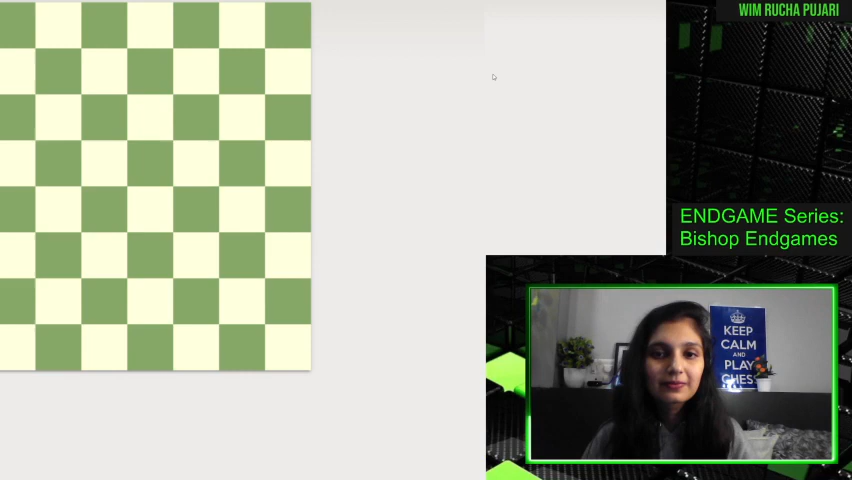 WIM RUCHA PUJARI
ENDGAME Series:
Bishop Endgames
KEEP
CALM
AND
PLAY
CHESS